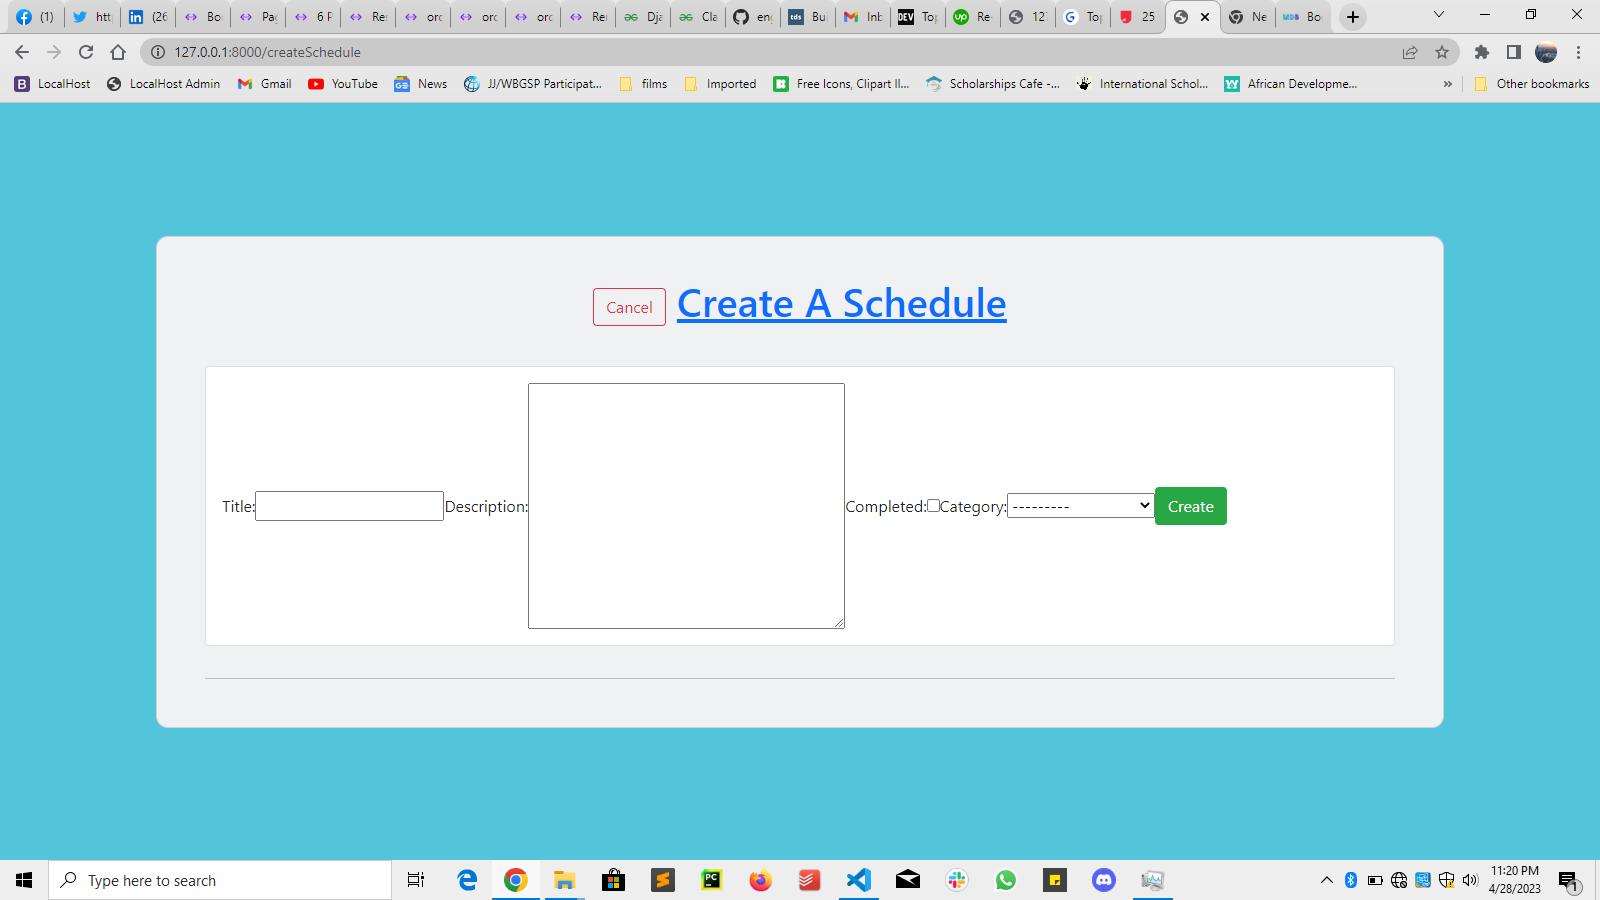 (1) htt (26 Bo Pa 6 P Re orc orc orc Re Dja Cla en Bu Inb Top Re 127 Top 25 Ne Bo
127.0.0.1:8000/createSchedule
LocalHost LocalHost Admin Gmail YouTube News JJ/WBGSP Participat... films Imported Free Icons, Clipart Il... Scholarships Cafe -... International Schol... African Developme... » Other bookmarks
Cancel Create A Schedule
Title: Description: Completed: Category: --------- Create
Type here to search
11:20 PM
4/28/2023
1